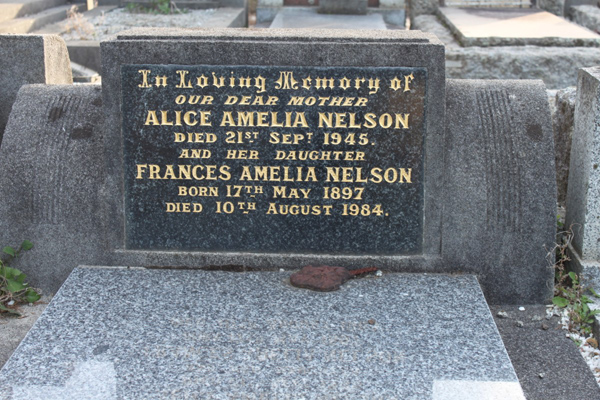 In Loving Memory of
OUR DEAR MOTHER
ALICE AMELIA NELSON
DIED 21ST SEPT 1945.
AND HER DAUGHTER
FRANCES AMELIA NELSON
BORN 17TH MAY 1897
DIED 10TH AUGUST 1984.